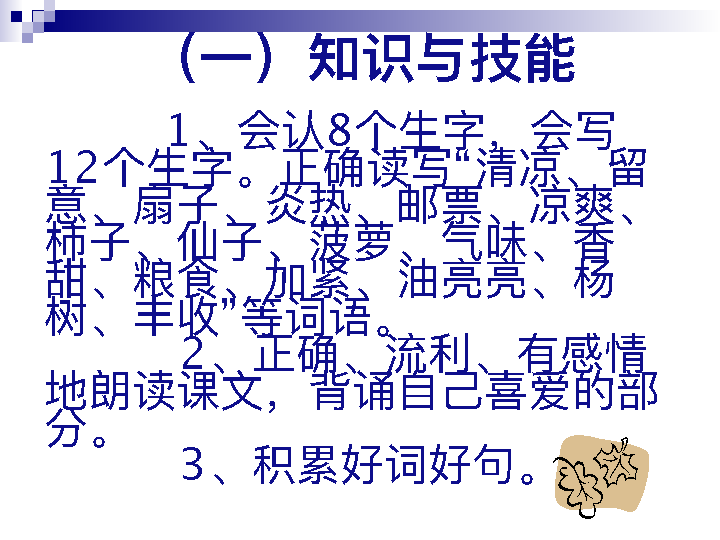 （一）知识与技能
1、会认8个生字，会写
12个生字。正确读写“清凉、留
意、扇子、炎热、邮票、凉爽、
柿子、仙子、菠萝、气味、香
甜、粮食、加紧、油亮亮、杨
树、丰收”等词语。
2、正确、流利、有感情
地朗读课文，背诵自己喜爱的部
分。
3、积累好词好句。